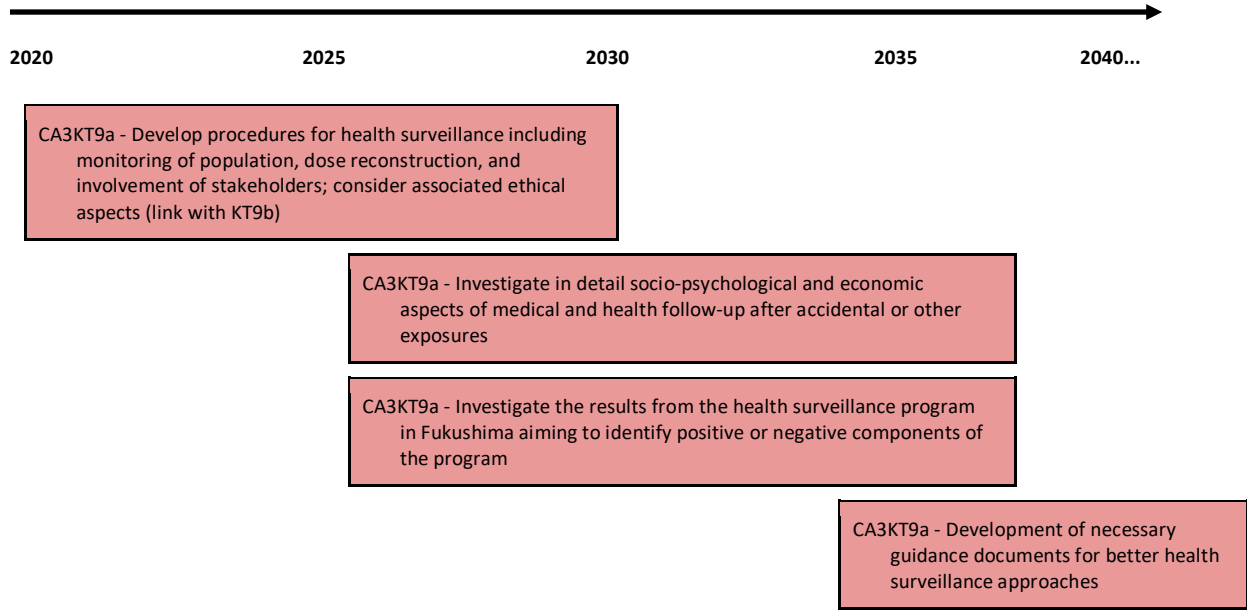 2020 2025 2030 2035 2040...
CA3KT9a - Develop procedures for health surveillance including
monitoring of population, dose reconstruction, and
involvement of stakeholders; consider associated ethical
aspects (link with KT9b)
CA3KT9a - Investigate in detail socio-psychological and economic
aspects of medical and health follow-up after accidental or other
exposures
CA3KT9a - Investigate the results from the health surveillance program
in Fukushima aiming to identify positive or negative components of
the program
CA3KT9a - Development of necessary
guidance documents for better health
surveillance approaches